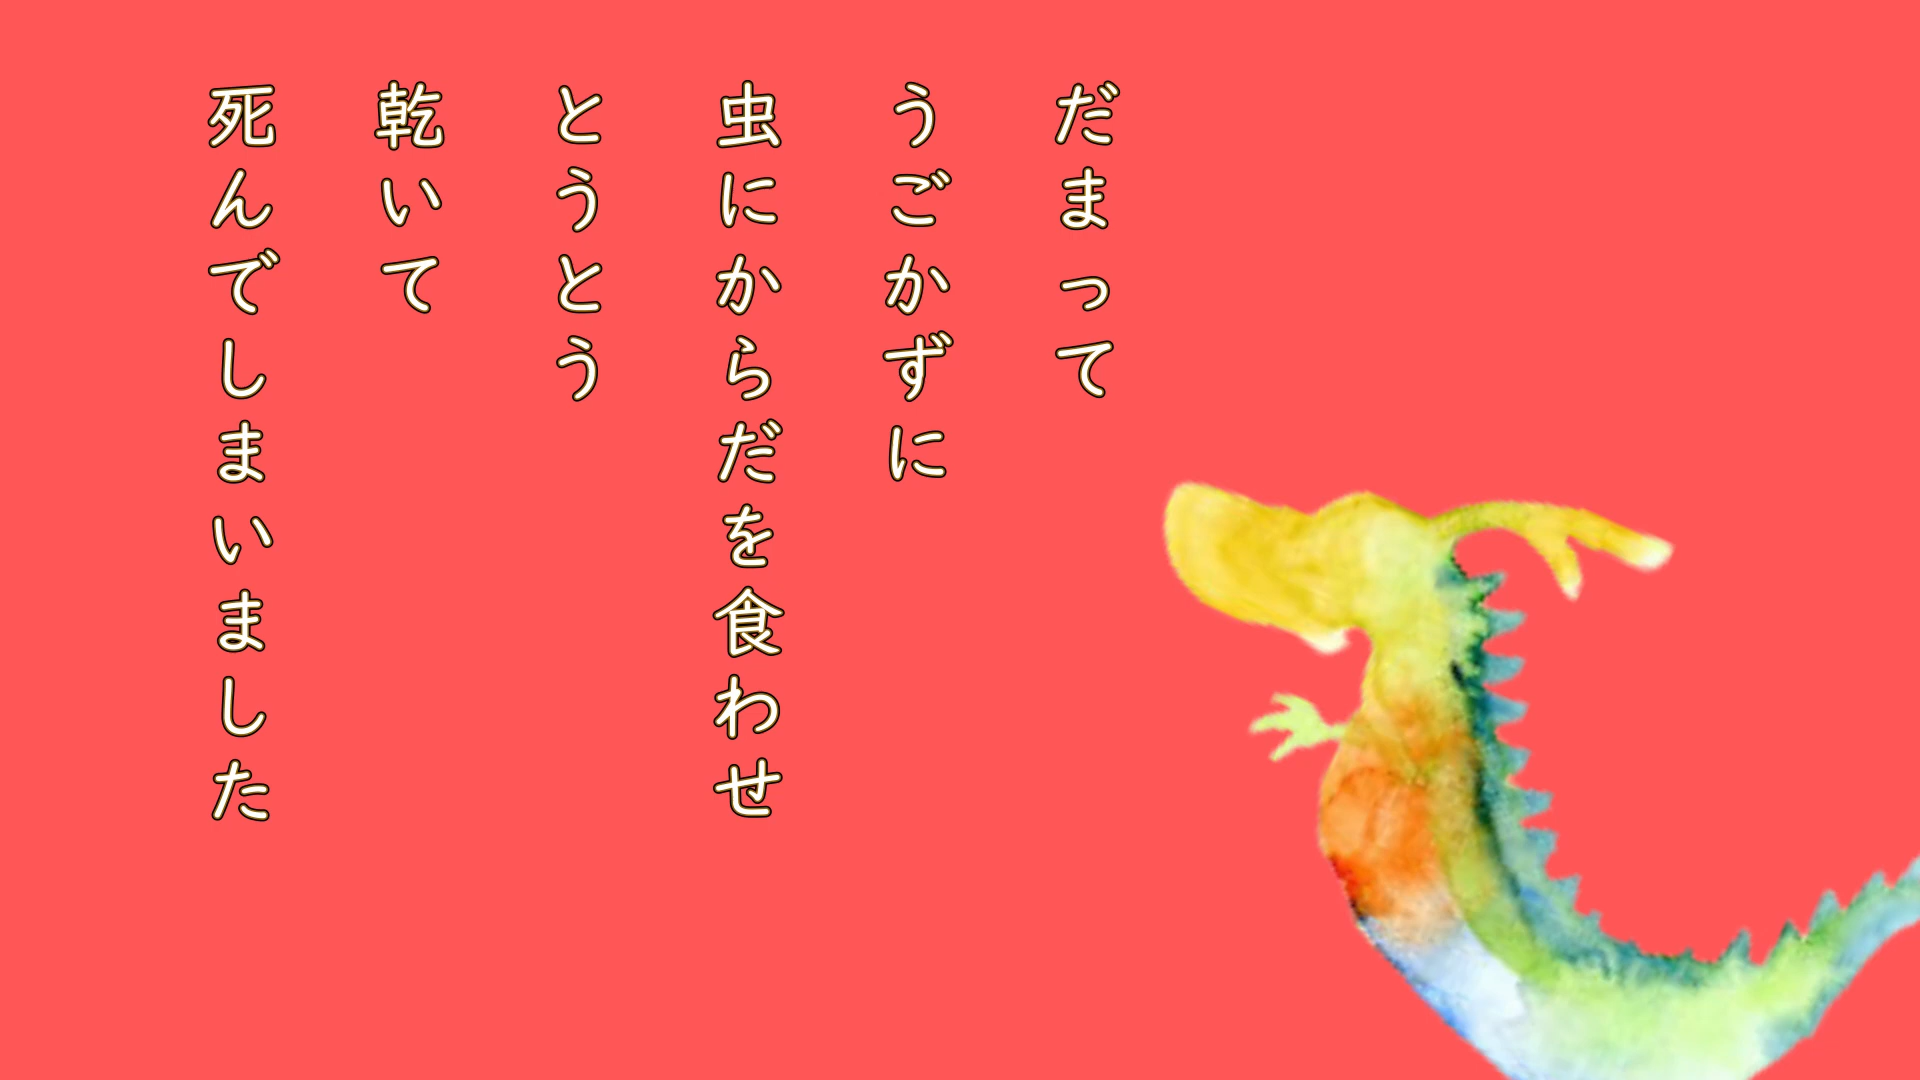 だまって
うごかずに
虫にからだを食わせ
とうとう
乾いて
死んでしまいました